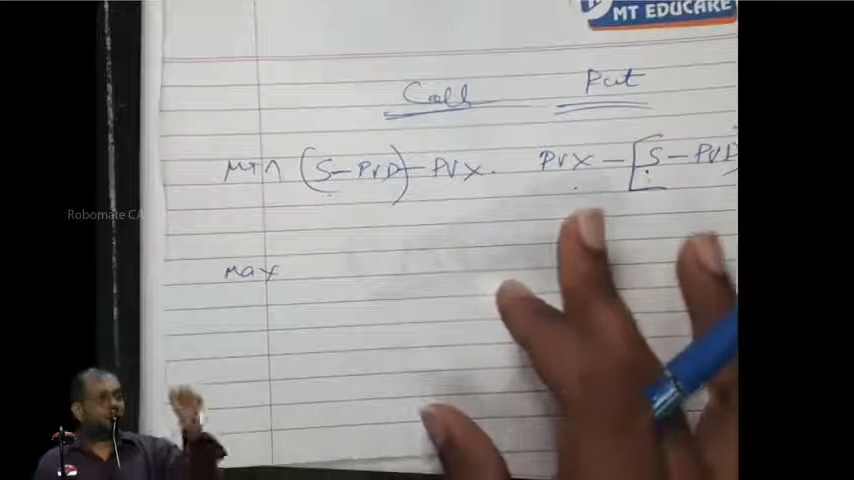 MT EDUCARE
Call Put
Min (S - PVD) - PVX. PVX - [S - PVD
Max
Robomate CA